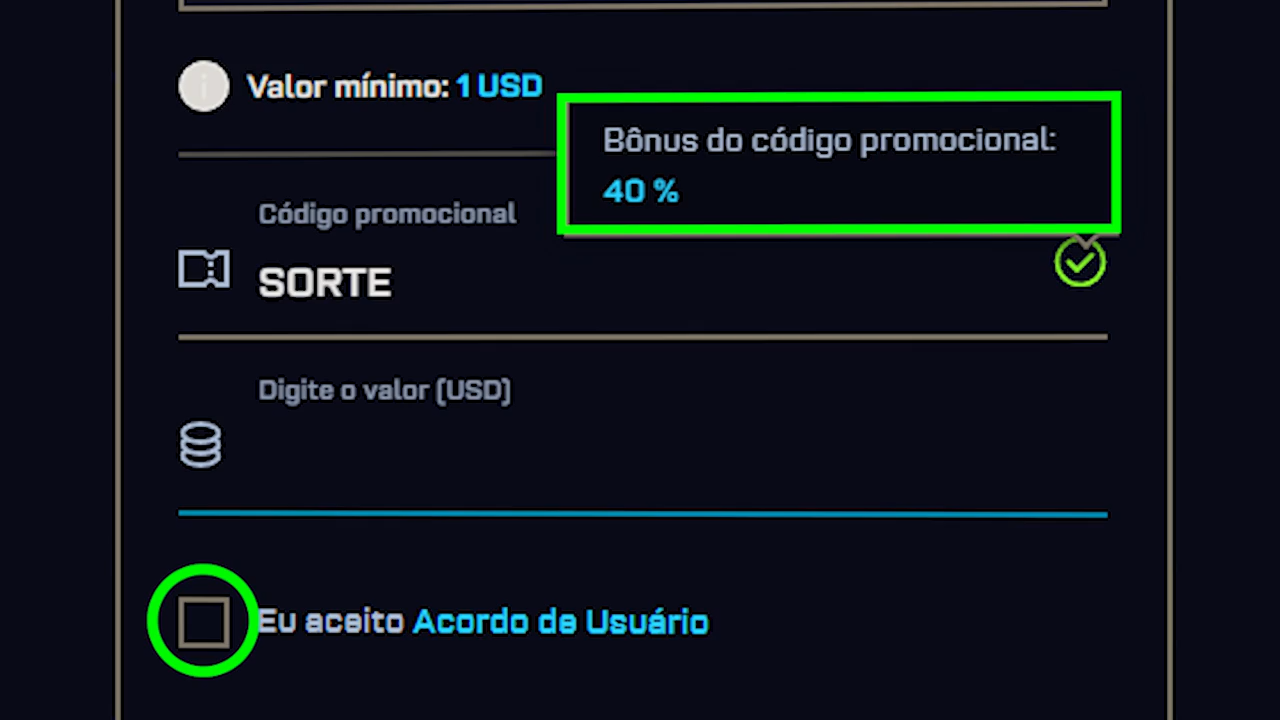 Valor mínimo: 1 USD
Bônus do código promocional:
40 %
Código promocional
SORTE
Digite o valor (USD)
Eu aceito Acordo de Usuário